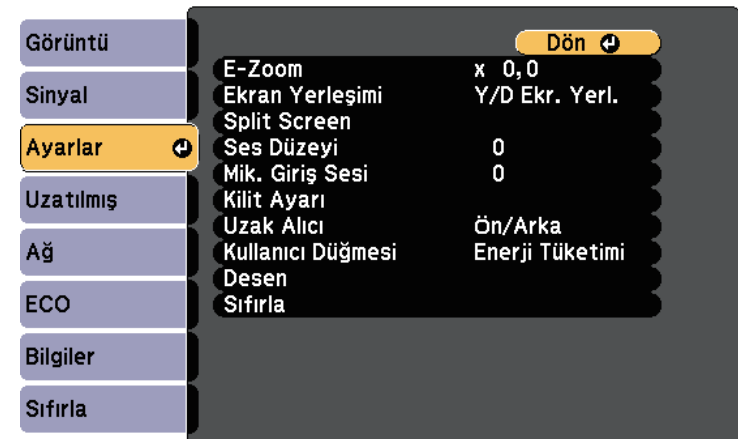 Görüntü
Sinyal
Ayarlar
Uzatılmış
Ağ
ECO
Bilgiler
Sıfırla
Dön
E-Zoom x 0,0
Ekran Yerleşimi Y/D Ekr. Yerl.
Split Screen
Ses Düzeyi 0
Mik. Giriş Sesi 0
Kilit Ayarı
Uzak Alıcı Ön/Arka
Kullanıcı Düğmesi Enerji Tüketimi
Desen
Sıfırla